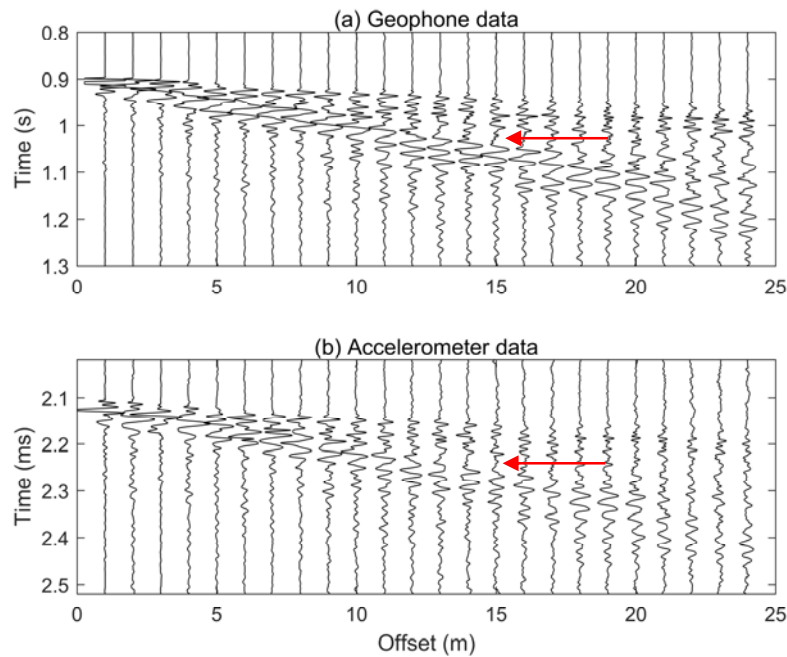 (a) Geophone data
0.8
0.9
1
1.1
1.2
1.3
Time (s)
0 5 10 15 20 25
(b) Accelerometer data
2.1
2.2
2.3
2.4
2.5
Time (ms)
0 5 10 15 20 25
Offset (m)